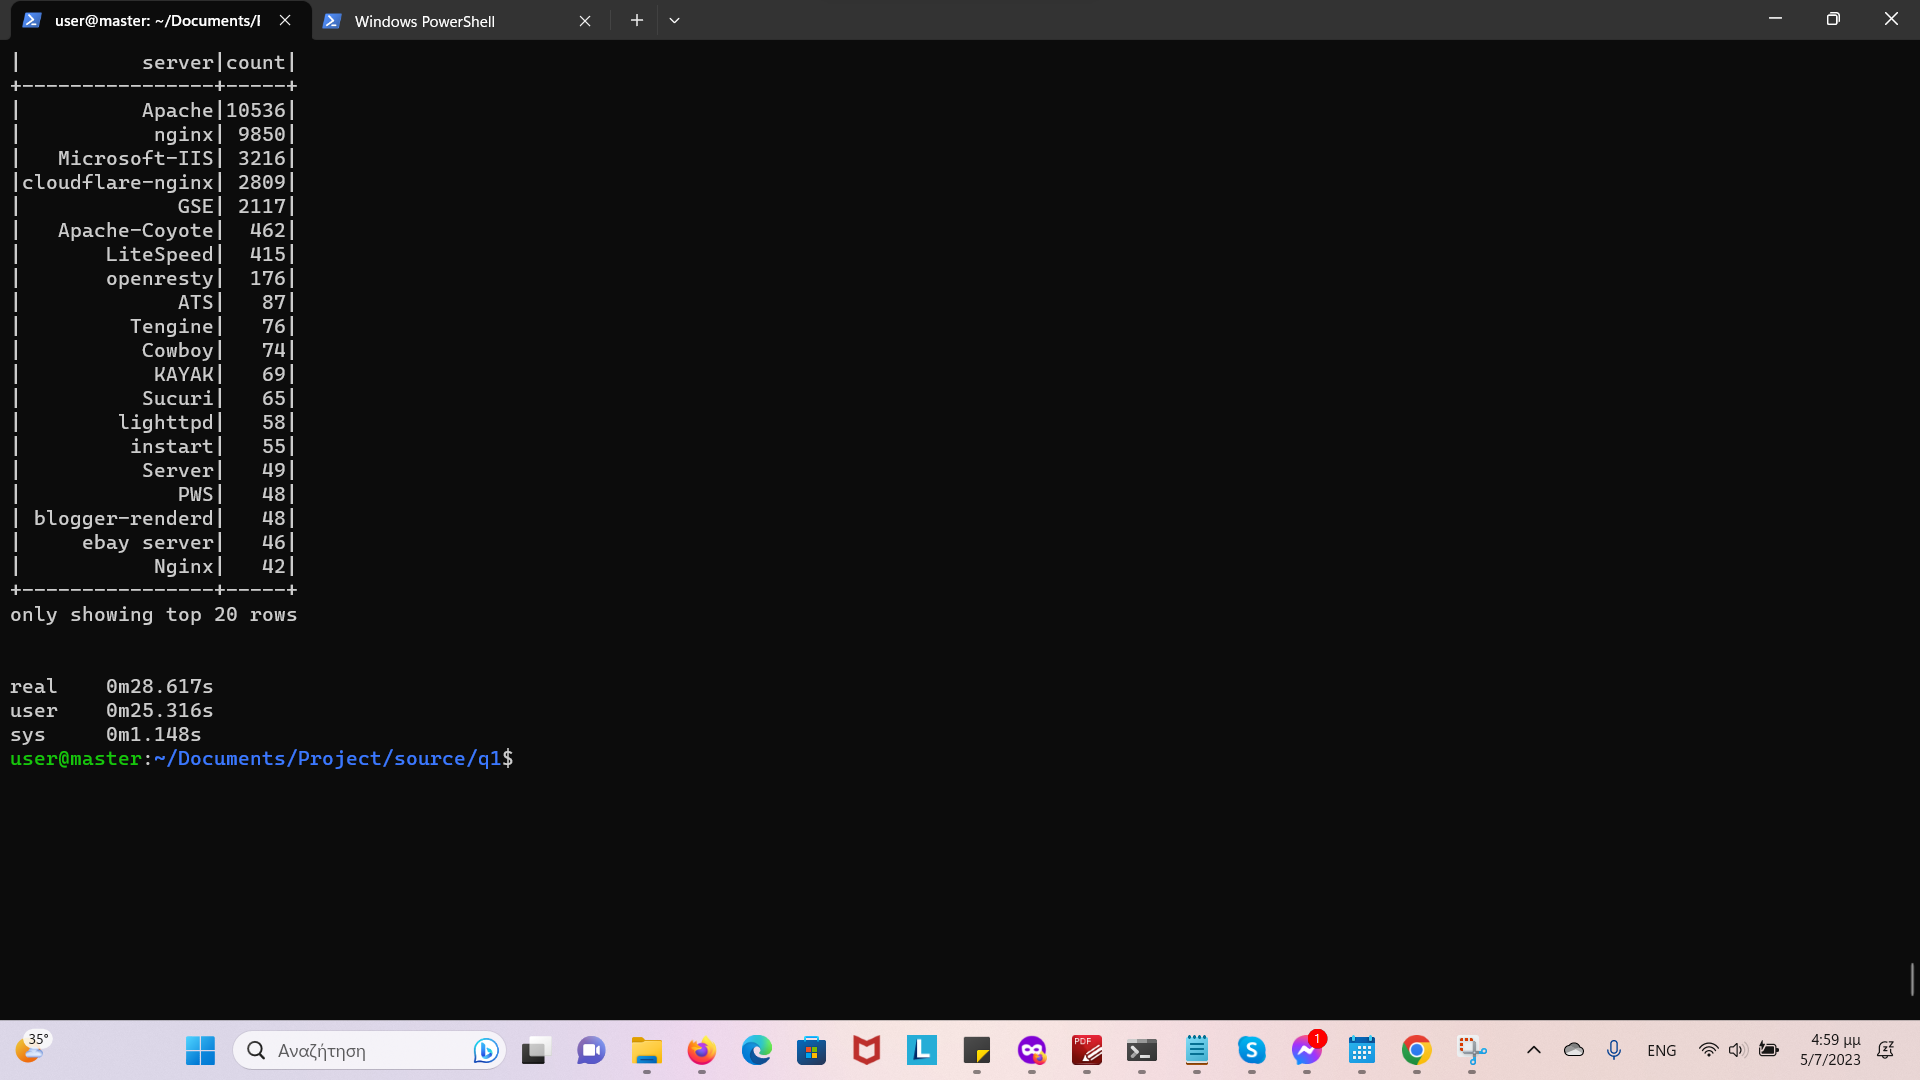 user@master: ~/Documents/I
Windows PowerShell
|          server|count|
+----------------+-----+
|          Apache|10536|
|           nginx| 9850|
|   Microsoft-IIS| 3216|
|cloudflare-nginx| 2809|
|             GSE| 2117|
|   Apache-Coyote|  462|
|       LiteSpeed|  415|
|       openresty|  176|
|             ATS|   87|
|         Tengine|   76|
|          Cowboy|   74|
|           KAYAK|   69|
|          Sucuri|   65|
|        lighttpd|   58|
|         instart|   55|
|          Server|   49|
|             PWS|   48|
| blogger-renderd|   48|
|     ebay server|   46|
|           Nginx|   42|
+----------------+-----+
only showing top 20 rows
real    0m28.617s
user    0m25.316s
sys     0m1.148s
user@master:~/Documents/Project/source/q1$
35°
Αναζήτηση
L
PDF
S
1
ENG
4:59 μμ
5/7/2023